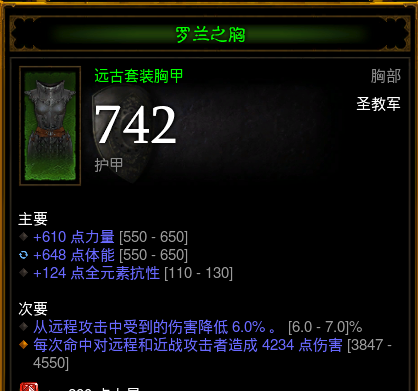 罗兰之胸
远古套装胸甲 胸部
圣教军
742
护甲
主要
+610 点力量 [550 - 650]
+648 点体能 [550 - 650]
+124 点全元素抗性 [110 - 130]
次要
从远程攻击中受到的伤害降低 6.0% 。 [6.0 - 7.0]%
每次命中对远程和近战攻击者造成 4234 点伤害 [3847 -
4550]